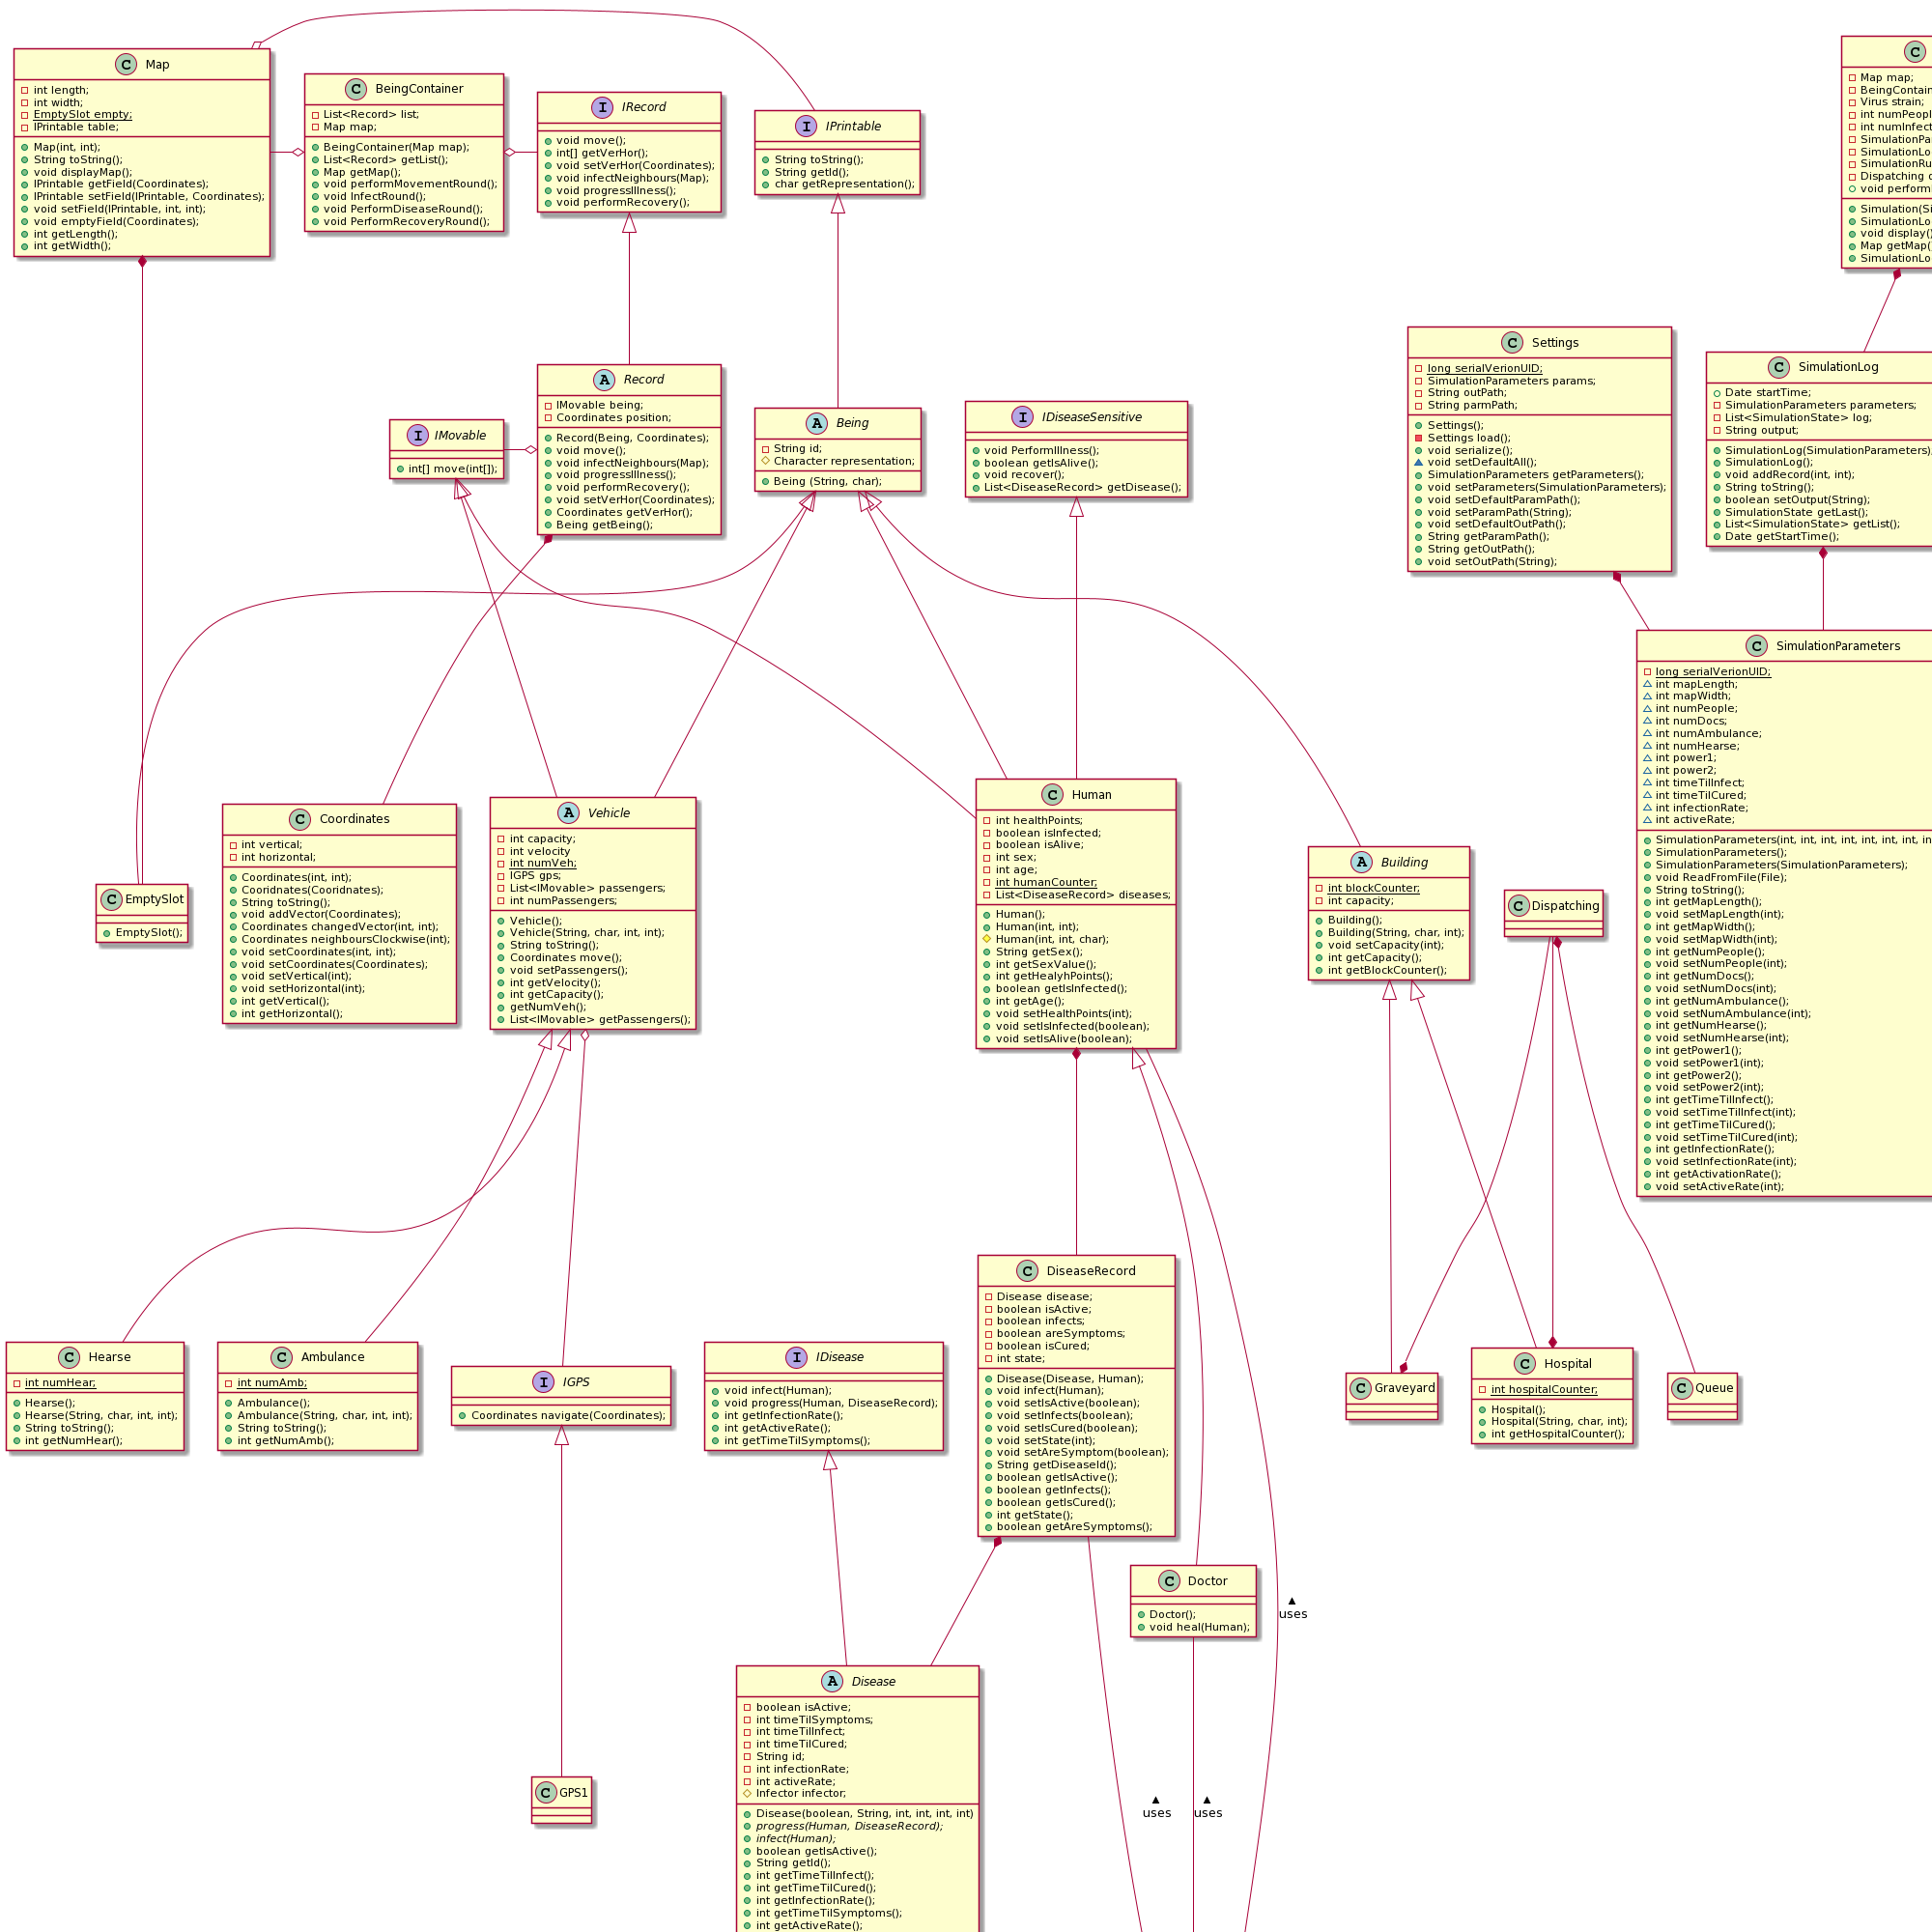 C Map
int length;
int width;
EmptySlot empty;
IPrintable table;
Map(int, int);
String toString();
void displayMap();
IPrintable getField(Coordinates);
IPrintable setField(IPrintable, Coordinates);
void setField(IPrintable, int, int);
void emptyField(Coordinates);
int getLength();
int getWidth();
C BeingContainer
List<Record> list;
Map map;
BeingContainer(Map map);
List<Record> getList();
Map getMap();
void performMovementRound();
void InfectRound();
void PerformDiseaseRound();
void PerformRecoveryRound();
I IRecord
void move();
int[] getVerHor();
void setVerHor(Coordinates);
void infectNeighbours(Map);
void progressIllness();
void performRecovery();
I IPrintable
String toString();
String getId();
char getRepresentation();
C
Map map;
BeingContain
Virus strain;
int numPeopl
int numInfect
SimulationPa
SimulationLo
SimulationRu
Dispatching d
void perform
Simulation(Si
SimulationLo
void display()
Map getMap(
SimulationLo
I IMovable
int[] move(int[]);
A Record
IMovable being;
Coordinates position;
Record(Being, Coordinates);
void move();
void infectNeighbours(Map);
void progressIllness();
void performRecovery();
void setVerHor(Coordinates);
Coordinates getVerHor();
Being getBeing();
A Being
String id;
Character representation;
Being (String, char);
I IDiseaseSensitive
void PerformIllness();
boolean getIsAlive();
void recover();
List<DiseaseRecord> getDisease();
C Settings
long serialVerionUID;
SimulationParameters params;
String outPath;
String parmPath;
Settings();
Settings load();
void serialize();
void setDefaultAll();
SimulationParameters getParameters();
void setParameters(SimulationParameters);
void setDefaultParamPath();
void setParamPath(String);
void setDefaultOutPath();
String getParamPath();
String getOutPath();
void setOutPath(String);
C SimulationLog
Date startTime;
SimulationParameters parameters;
List<SimulationState> log;
String output;
SimulationLog(SimulationParameters)
SimulationLog();
void addRecord(int, int);
String toString();
boolean setOutput(String);
SimulationState getLast();
List<SimulationState> getList();
Date getStartTime();
C SimulationParameters
long serialVerionUID;
int mapLength;
int mapWidth;
int numPeople;
int numDocs;
int numAmbulance;
int numHearse;
int power1;
int power2;
int timeTilInfect;
int timeTilCured;
int infectionRate;
int activeRate;
SimulationParameters(int, int, int, int, int, int, in
SimulationParameters();
SimulationParameters(SimulationParameters);
void ReadFromFile(File);
String toString();
int getMapLength();
void setMapLength(int);
int getMapWidth();
void setMapWidth(int);
int getNumPeople();
void setNumPeople(int);
int getNumDocs();
void setNumDocs(int);
int getNumAmbulance();
void setNumAmbulance(int);
int getNumHearse();
void setNumHearse(int);
int getPower1();
void setPower1(int);
int getPower2();
void setPower2(int);
int getTimeTilInfect();
void setTimeTilInfect(int);
int getTimeTilCured();
void setTimeTilCured(int);
int getInfectionRate();
void setInfectionRate(int);
int getActivationRate();
void setActiveRate(int);
C EmptySlot
EmptySlot();
C Coordinates
int vertical;
int horizontal;
Coordinates(int, int);
Cooridnates(Cooridnates);
String toString();
void addVector(Coordinates);
Coordinates changedVector(int, int);
Coordinates neighboursClockwise(int);
void setCoordinates(int, int);
void setCoordinates(Coordinates);
void setVertical(int);
void setHorizontal(int);
int getVertical();
int getHorizontal();
A Vehicle
int capacity;
int velocity
int numVeh;
IGPS gps;
List<IMovable> passengers;
int numPassengers;
Vehicle();
Vehicle(String, char, int, int);
String toString();
Coordinates move();
void setPassengers();
int getVelocity();
int getCapacity();
getNumVeh();
List<IMovable> getPassengers();
C Human
int healthPoints;
boolean isInfected;
boolean isAlive;
int sex;
int age;
int humanCounter;
List<DiseaseRecord> diseases;
Human();
Human(int, int);
Human(int, int, char);
String getSex();
int getSexValue();
int getHealyhPoints();
boolean getIsInfected();
int getAge();
void setHealthPoints(int);
void setIsInfected(boolean);
void setIsAlive(boolean);
A Building
int blockCounter;
int capacity;
Building();
Building(String, char, int);
void setCapacity(int);
int getCapacity();
int getBlockCounter();
C Dispatching
C Hearse
int numHear;
Hearse();
Hearse(String, char, int, int);
String toString();
int getNumHear();
C Ambulance
int numAmb;
Ambulance();
Ambulance(String, char, int, int);
String toString();
int getNumAmb();
I IGPS
Coordinates navigate(Coordinates);
I IDisease
void infect(Human);
void progress(Human, DiseaseRecord);
int getInfectionRate();
int getActiveRate();
int getTimeTilSymptoms();
C DiseaseRecord
Disease disease;
boolean isActive;
boolean infects;
boolean areSymptoms;
boolean isCured;
int state;
Disease(Disease, Human);
void infect(Human);
void setIsActive(boolean);
void setInfects(boolean);
void setIsCured(boolean);
void setState(int);
void setAreSymptom(boolean);
String getDiseaseId();
boolean getIsActive();
boolean getInfects();
boolean getIsCured();
int getState();
boolean getAreSymptoms();
C Graveyard
C Hospital
int hospitalCounter;
Hospital();
Hospital(String, char, int);
int getHospitalCounter();
C Queue
C Doctor
Doctor();
void heal(Human);
uses
A Disease
boolean isActive;
int timeTilSymptoms;
int timeTilInfect;
int timeTilCured;
String id;
int infectionRate;
int activeRate;
Infector infector;
Disease(boolean, String, int, int, int, int)
progress(Human, DiseaseRecord);
infect(Human);
boolean getIsActive();
String getId();
int getTimeTilInfect();
int getTimeTilCured();
int getInfectionRate();
int getTimeTilSymptoms();
int getActiveRate();
C GPS1
uses
uses